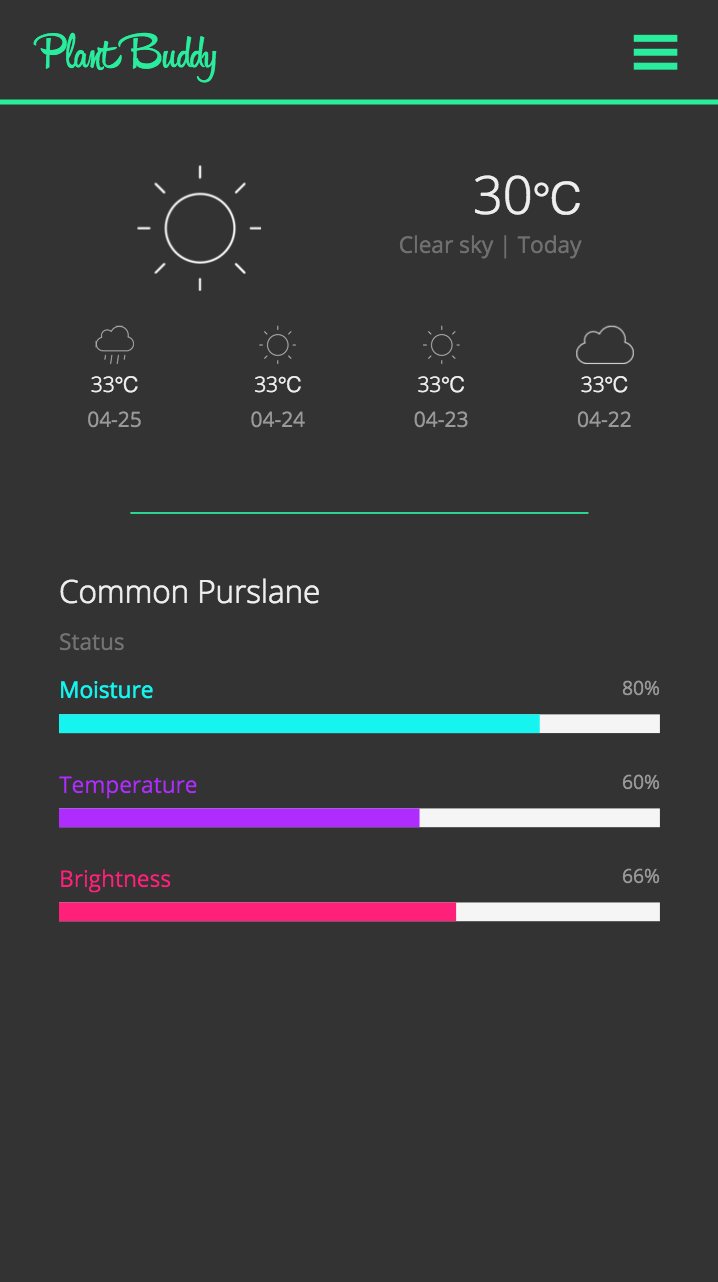 Plant Buddy
30°C
Clear sky | Today
33°C 33°C 33°C 33°C
04-25 04-24 04-23 04-22
Common Purslane
Status
Moisture 80%
Temperature 60%
Brightness 66%